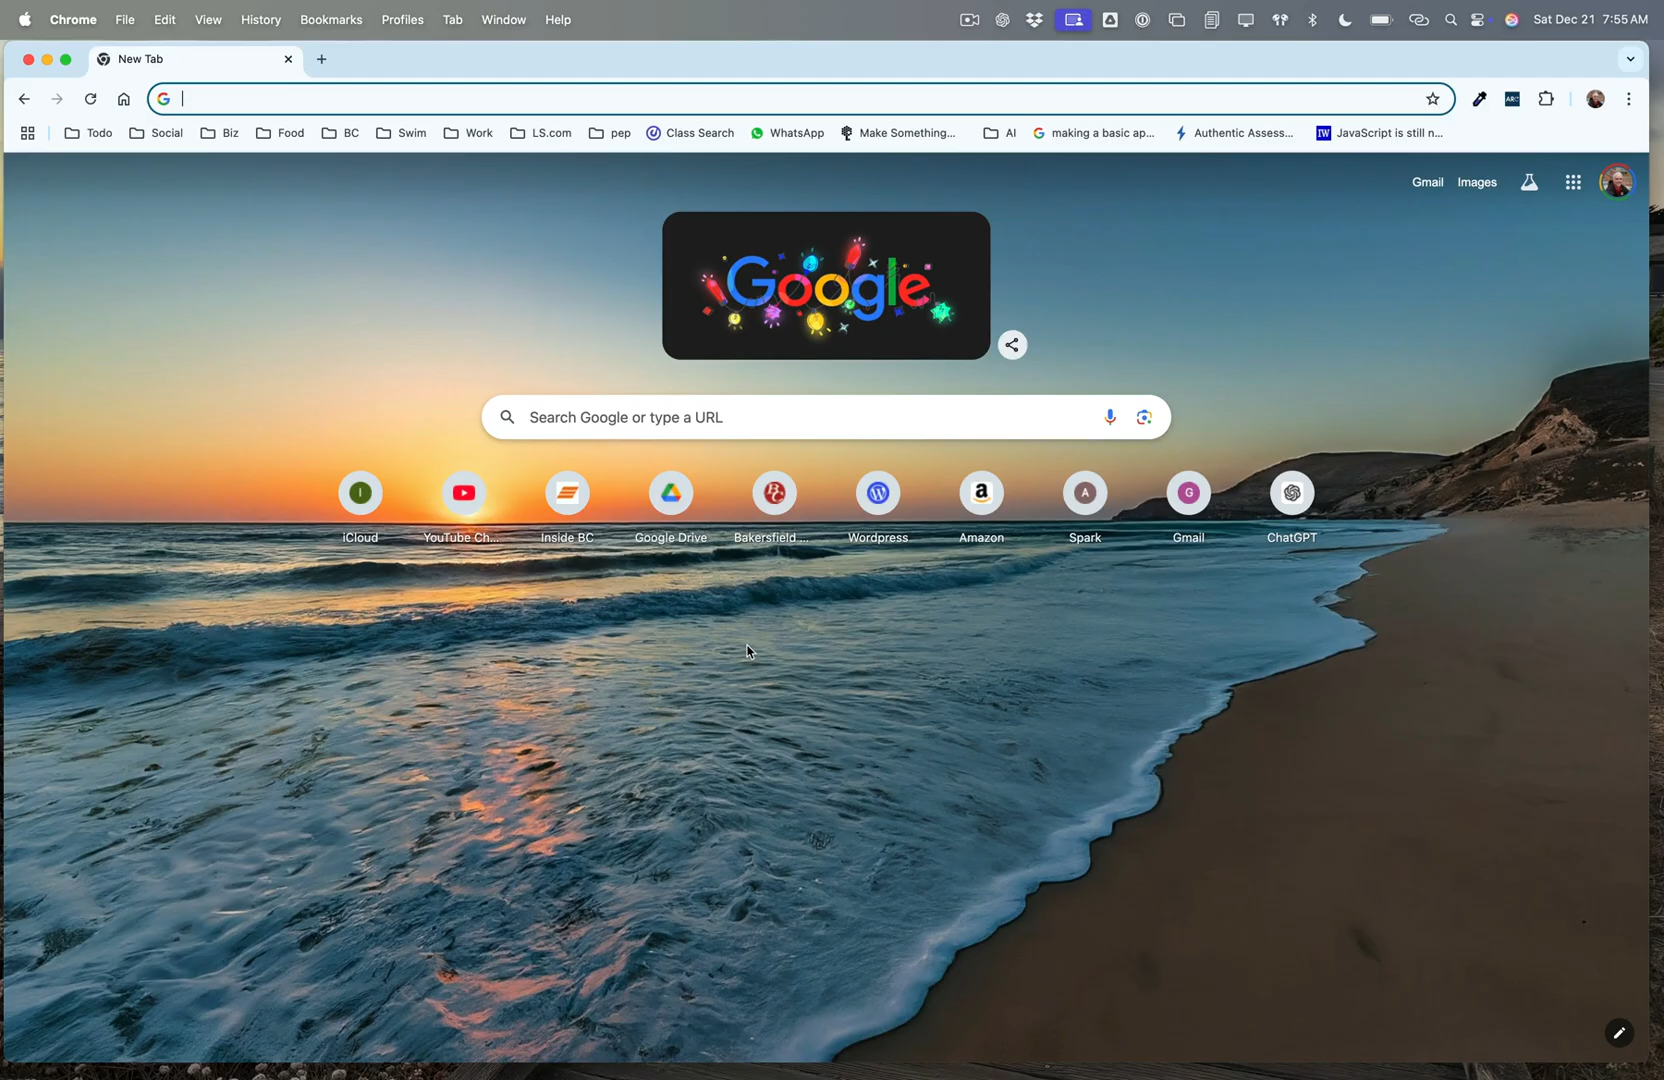 Chrome File Edit View History Bookmarks Profiles Tab Window Help Sat Dec 21 7:55 AM
New Tab
Todo Social Biz Food BC Swim Work LS.com pep Class Search WhatsApp Make Something... AI making a basic ap... Authentic Assess... IW JavaScript is still n...
Gmail Images
Google
Search Google or type a URL
iCloud YouTube Ch... Inside BC Google Drive Bakersfield ... Wordpress Amazon Spark Gmail ChatGPT